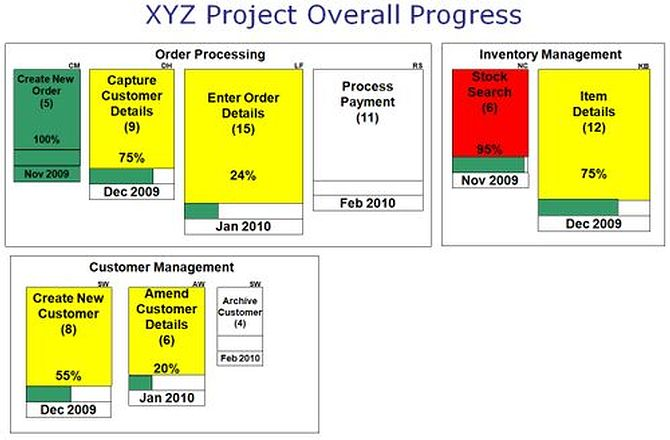 XYZ Project Overall Progress
Order Processing
CM
Create New
Order
(5)
100%
Nov 2009
DH
Capture
Customer
Details
(9)
75%
Dec 2009
LF
Enter Order
Details
(15)
24%
Jan 2010
RS
Process
Payment
(11)
Feb 2010
Inventory Management
NC
Stock
Search
(6)
95%
Nov 2009
KB
Item
Details
(12)
75%
Dec 2009
Customer Management
SW
Create New
Customer
(8)
55%
Dec 2009
AW
Amend
Customer
Details
(6)
20%
Jan 2010
SW
Archive
Customer
(4)
Feb 2010